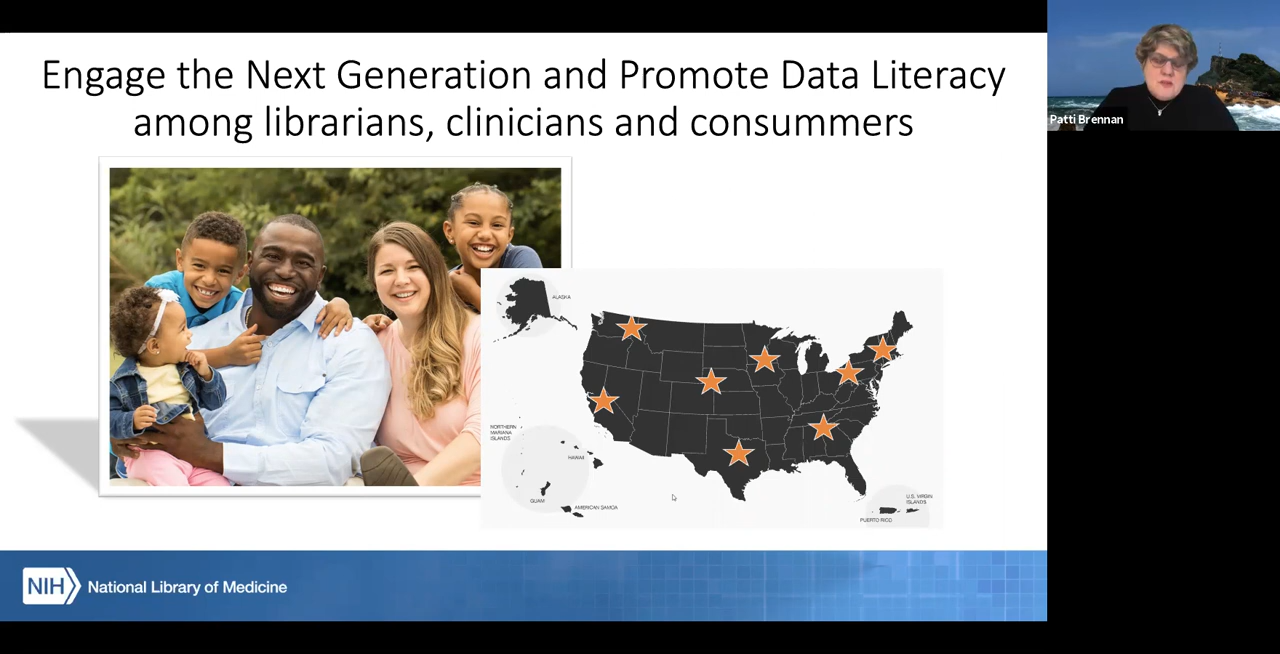 Engage the Next Generation and Promote Data Literacy
among librarians, clinicians and consummers
Patti Brennan
ALASKA
NORTHERN
MARIANA
ISLANDS
HAWAII
GUAM
AMERICAN SAMOA
U.S. VIRGIN
ISLANDS
PUERTO RICO
NIH National Library of Medicine